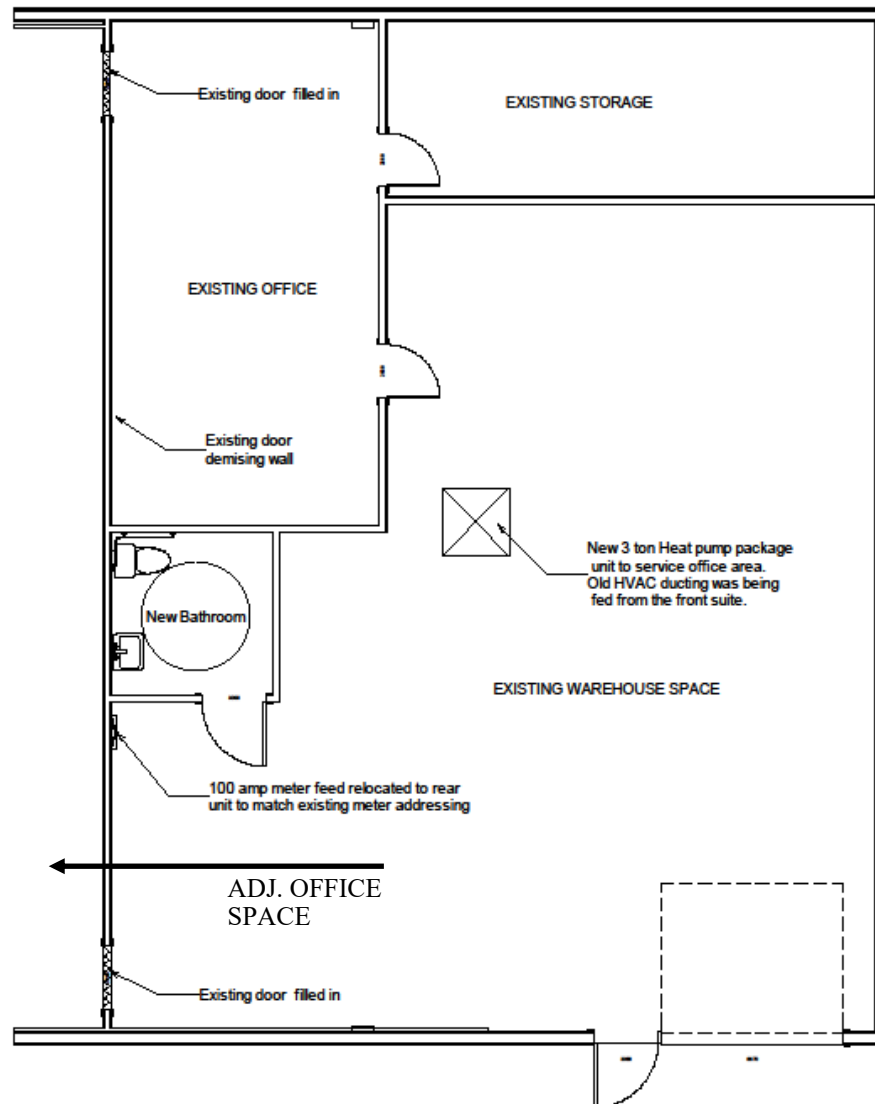 Existing door filled in
EXISTING STORAGE
EXISTING OFFICE
Existing door
demising wall
New 3 ton Heat pump package
unit to service office area.
Old HVAC ducting was being
fed from the front suite.
New Bathroom
EXISTING WAREHOUSE SPACE
100 amp meter feed relocated to rear
unit to match existing meter addressing
ADJ. OFFICE
SPACE
Existing door filled in